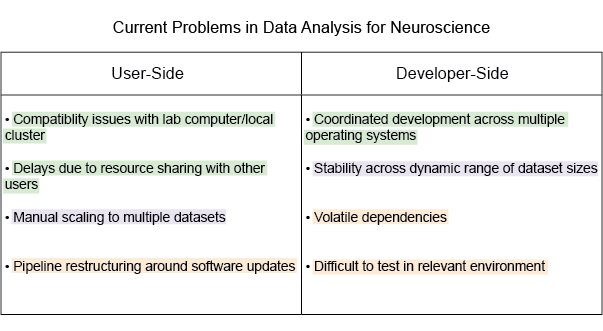 Current Problems in Data Analysis for Neuroscience
User-Side
Developer-Side
• Compatiblity issues with lab computer/local
cluster
• Delays due to resource sharing with other
users
• Manual scaling to multiple datasets
• Pipeline restructuring around software updates
• Coordinated development across multiple
operating systems
• Stability across dynamic range of dataset sizes
• Volatile dependencies
• Difficult to test in relevant environment